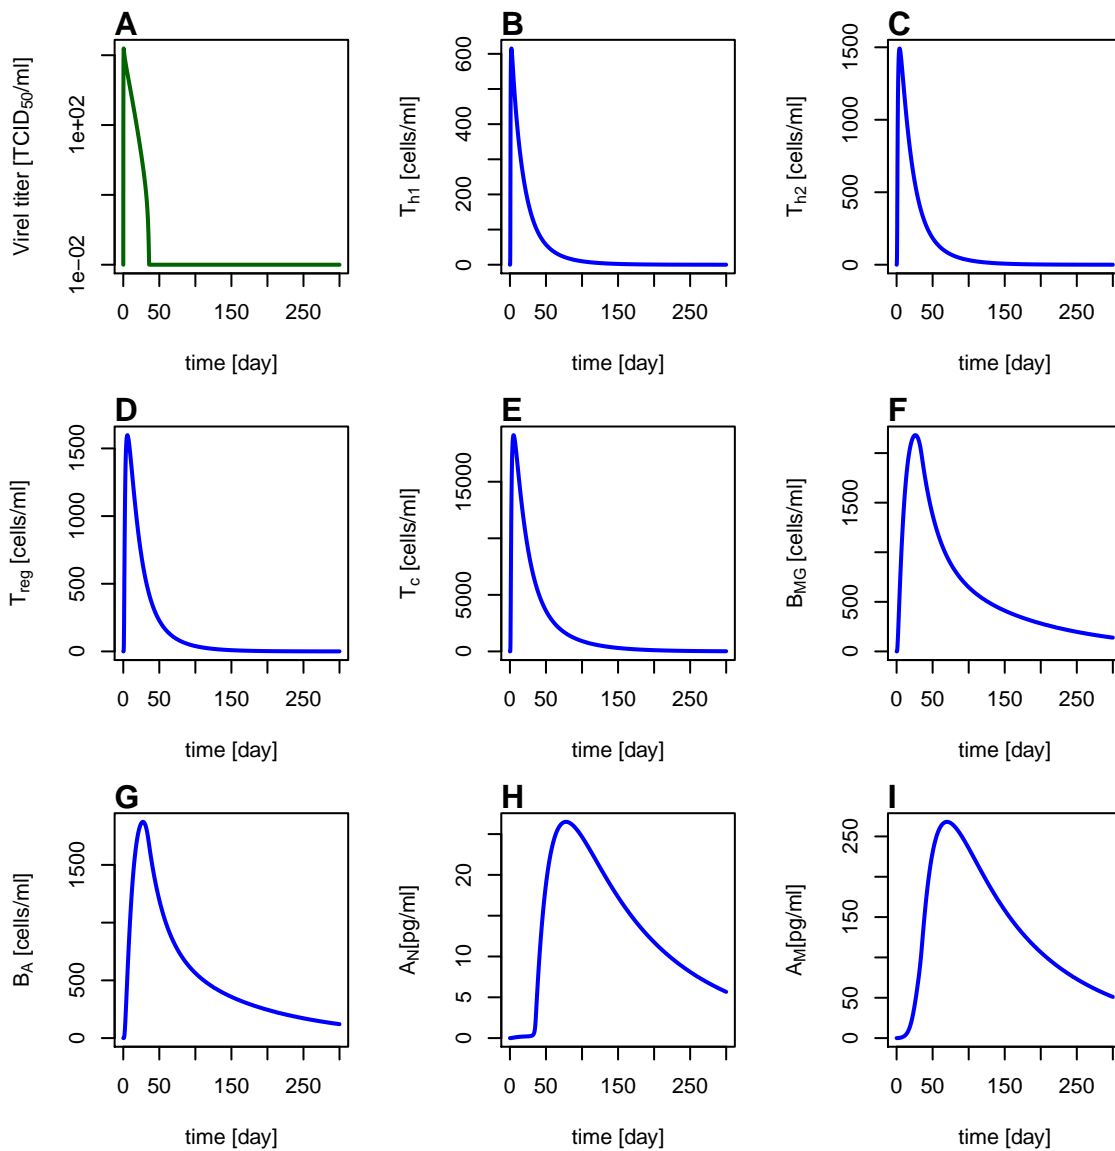 A
Virel titer [TCID50/ml]
1e+02
1e−02
0 50 150 250
time [day]
B
Th1 [cells/ml]
600
400
200
0
0 50 150 250
time [day]
C
Th2 [cells/ml]
1500
1000
500
0
0 50 150 250
time [day]
D
Treg [cells/ml]
1500
1000
500
0
0 50 150 250
time [day]
E
Tc [cells/ml]
15000
5000
0
0 50 150 250
time [day]
F
BMG [cells/ml]
1500
500
0
0 50 150 250
time [day]
G
BA [cells/ml]
1500
500
0
0 50 150 250
time [day]
H
AN[pg/ml]
20
10
5
0
0 50 150 250
time [day]
I
AM[pg/ml]
250
150
50
0
0 50 150 250
time [day]